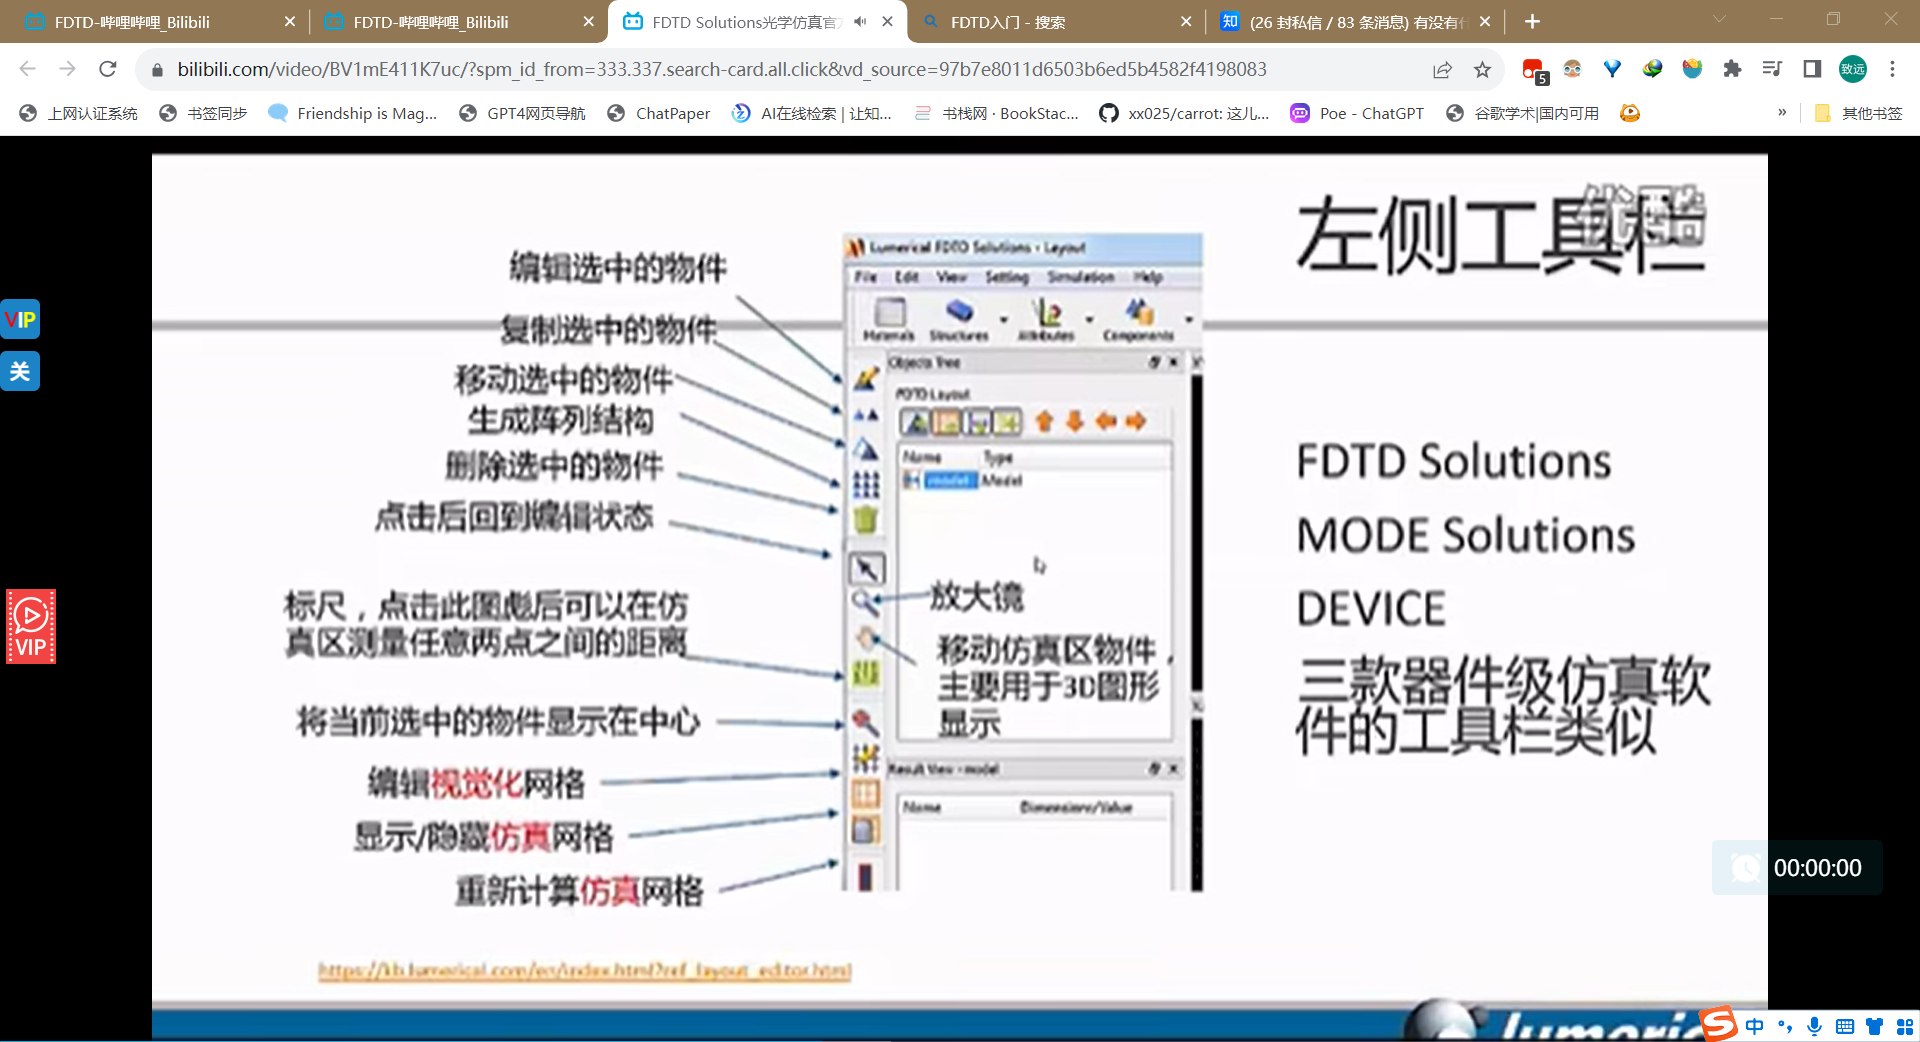 FDTD-哔哩哔哩_Bilibili
FDTD-哔哩哔哩_Bilibili
FDTD Solutions光学仿真官
FDTD入门 - 搜索
(26 封私信 / 83 条消息) 有没有
bilibili.com/video/BV1mE411K7uc/?spm_id_from=333.337.search-card.all.click&vd_source=97b7e8011d6503b6ed5b4582f4198083
5
致远
上网认证系统
书签同步
Friendship is Mag...
GPT4网页导航
ChatPaper
AI在线检索 | 让知...
书栈网 · BookStac...
xx025/carrot: 这儿...
Poe - ChatGPT
谷歌学术|国内可用
»
其他书签
左侧工具栏
优酷
编辑选中的物件
复制选中的物件
移动选中的物件
生成阵列结构
删除选中的物件
点击后回到编辑状态
标尺，点击此图彪后可以在仿
真区测量任意两点之间的距离
将当前选中的物件显示在中心
编辑视觉化网格
显示/隐藏仿真网格
重新计算仿真网格
Lumerical FDTD Solutions - Layout
File Edit View Setting Simulation Help
Materials Structures Attributes Components
Objects Tree
FDTD Layout
Name Type
model Model
放大镜
移动仿真区物件，
主要用于3D图形
显示
Result View - model
Name Dimensions/Value
FDTD Solutions
MODE Solutions
DEVICE
三款器件级仿真软
件的工具栏类似
https://kb.lumerical.com/en/index.html?ref_layout_editor.html
VIP
关
VIP
00:00:00
中